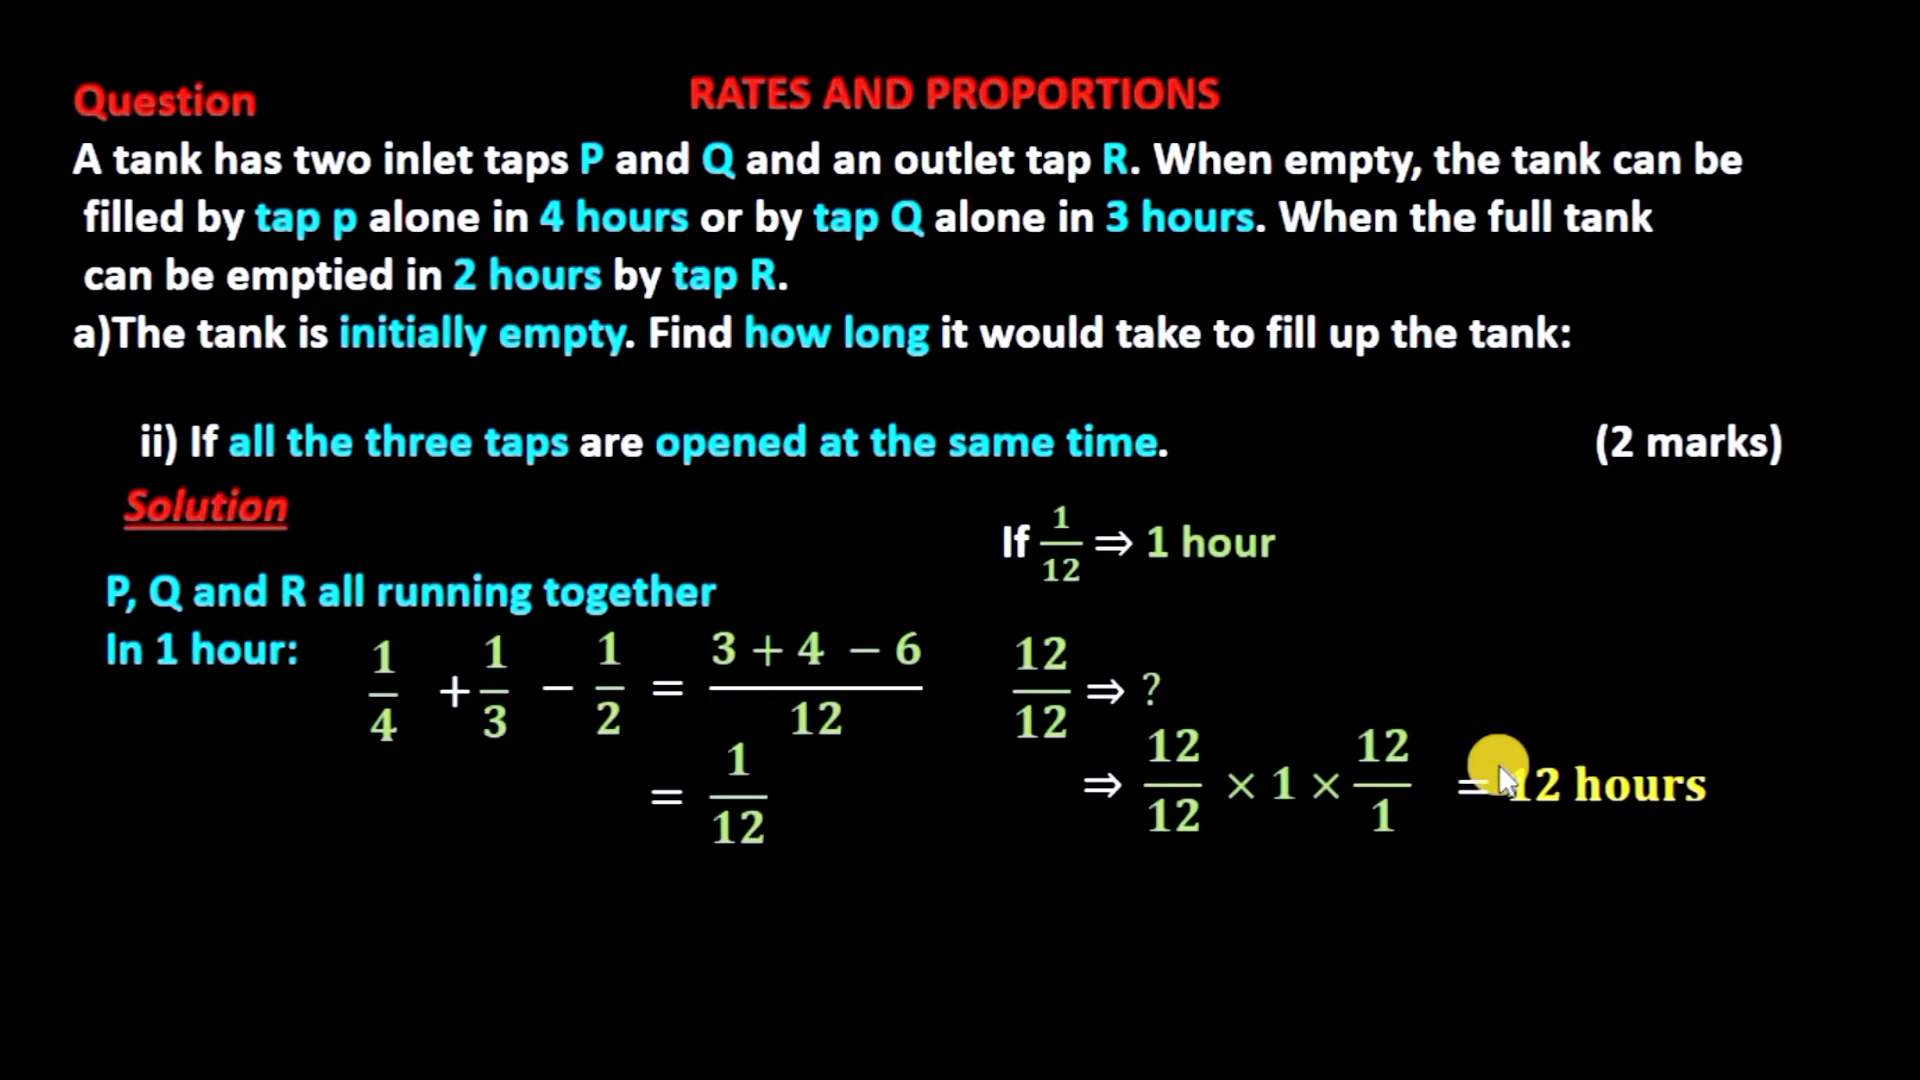 Question
RATES AND PROPORTIONS
A tank has two inlet taps P and Q and an outlet tap R. When empty, the tank can be
filled by tap p alone in 4 hours or by tap Q alone in 3 hours. When the full tank
can be emptied in 2 hours by tap R.
a)The tank is initially empty. Find how long it would take to fill up the tank:
ii) If all the three taps are opened at the same time. (2 marks)
Solution
P, Q and R all running together
In 1 hour: 1/4 + 1/3 − 1/2 = (3 + 4 − 6)/12
= 1/12
If 1/12 ⇒ 1 hour
12/12 ⇒ ?
⇒ 12/12 × 1 × 12/1 = 12 hours